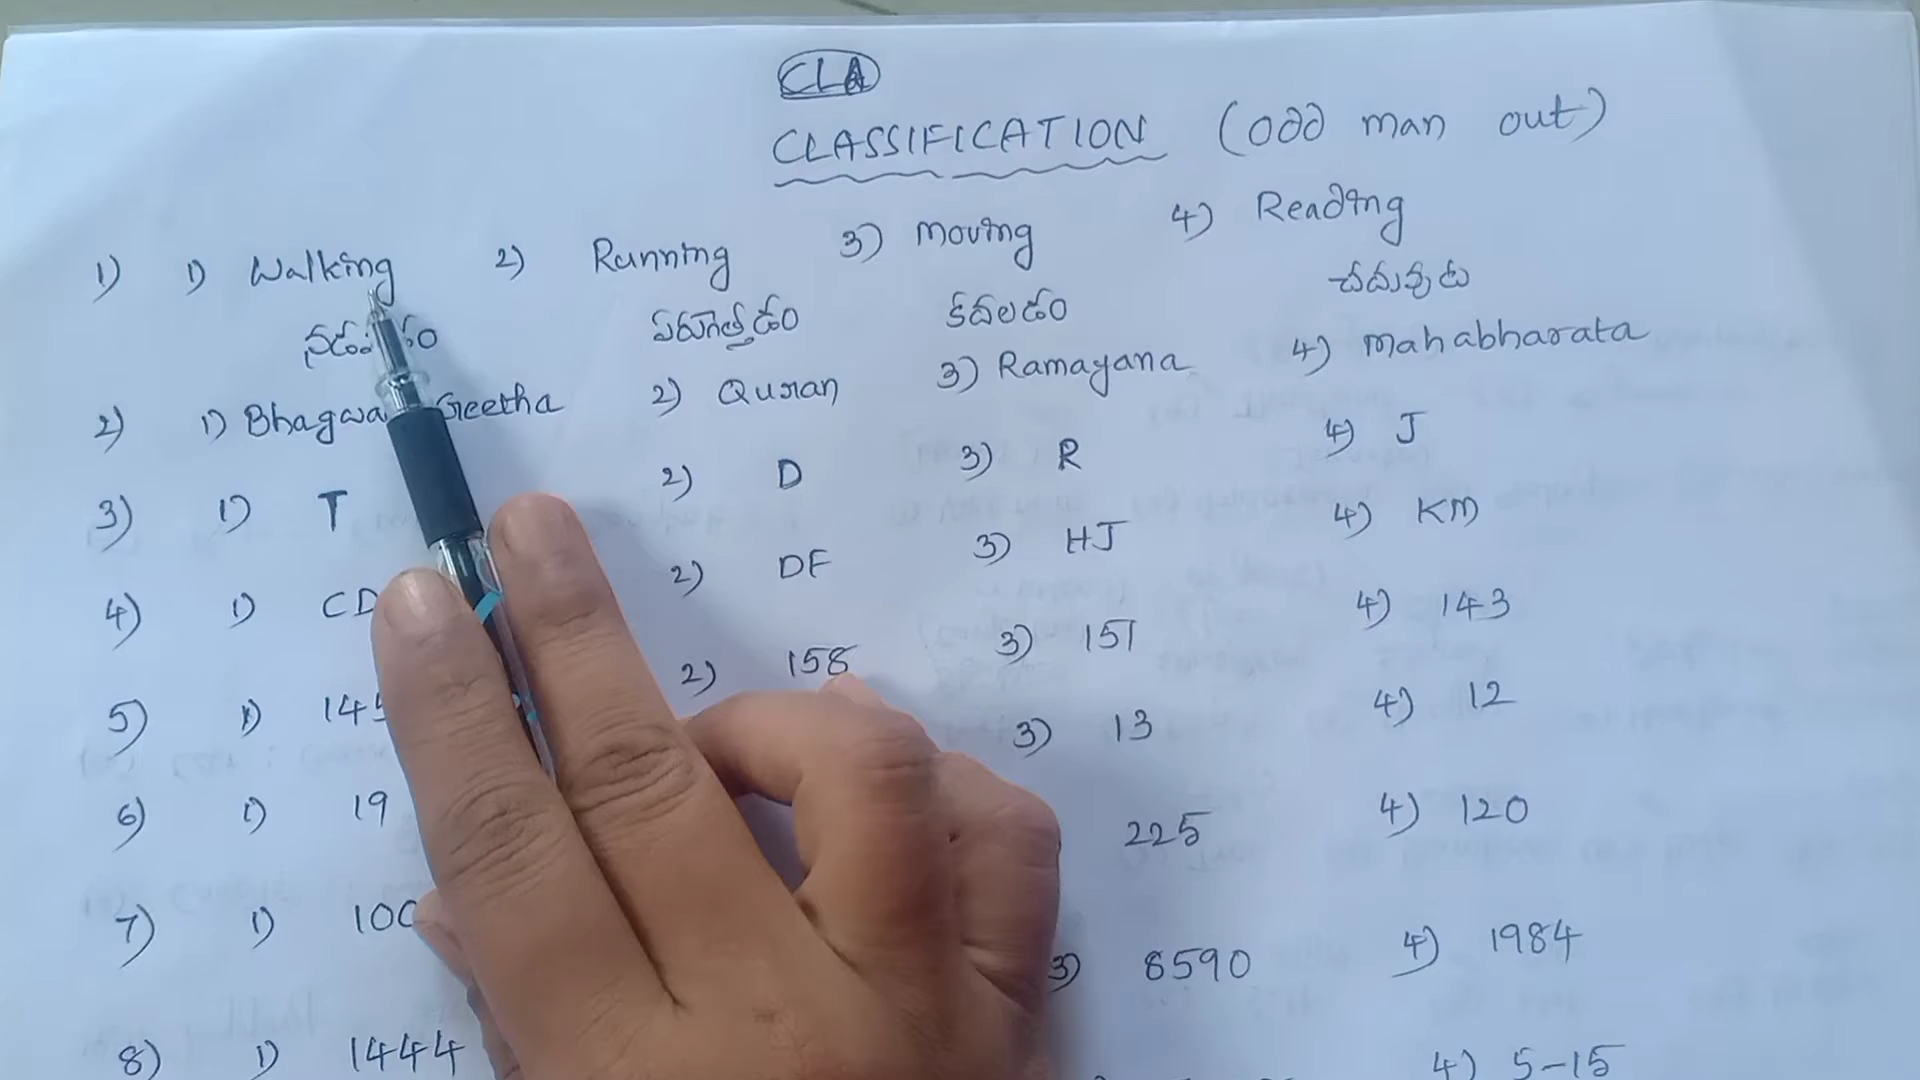 CLA
CLASSIFICATION (odd man out)
1) 1) Walking 2) Running 3) Moving 4) Reading
పరుగెత్తడం కదలడం చదువుట
2) 1) Geetha 2) Quran 3) Ramayana 4) Mahabharata
3) 1) T 2) D 3) R 4) J
4) 1) CD 2) DF 3) HJ 4) KM
5) 1) 2) 158 3) 151 4) 143
6) 1) 19 3) 13 4) 12
7) 1) 100 225 4) 120
8) 1) 1444 3) 8590 4) 1984
4) 5-15